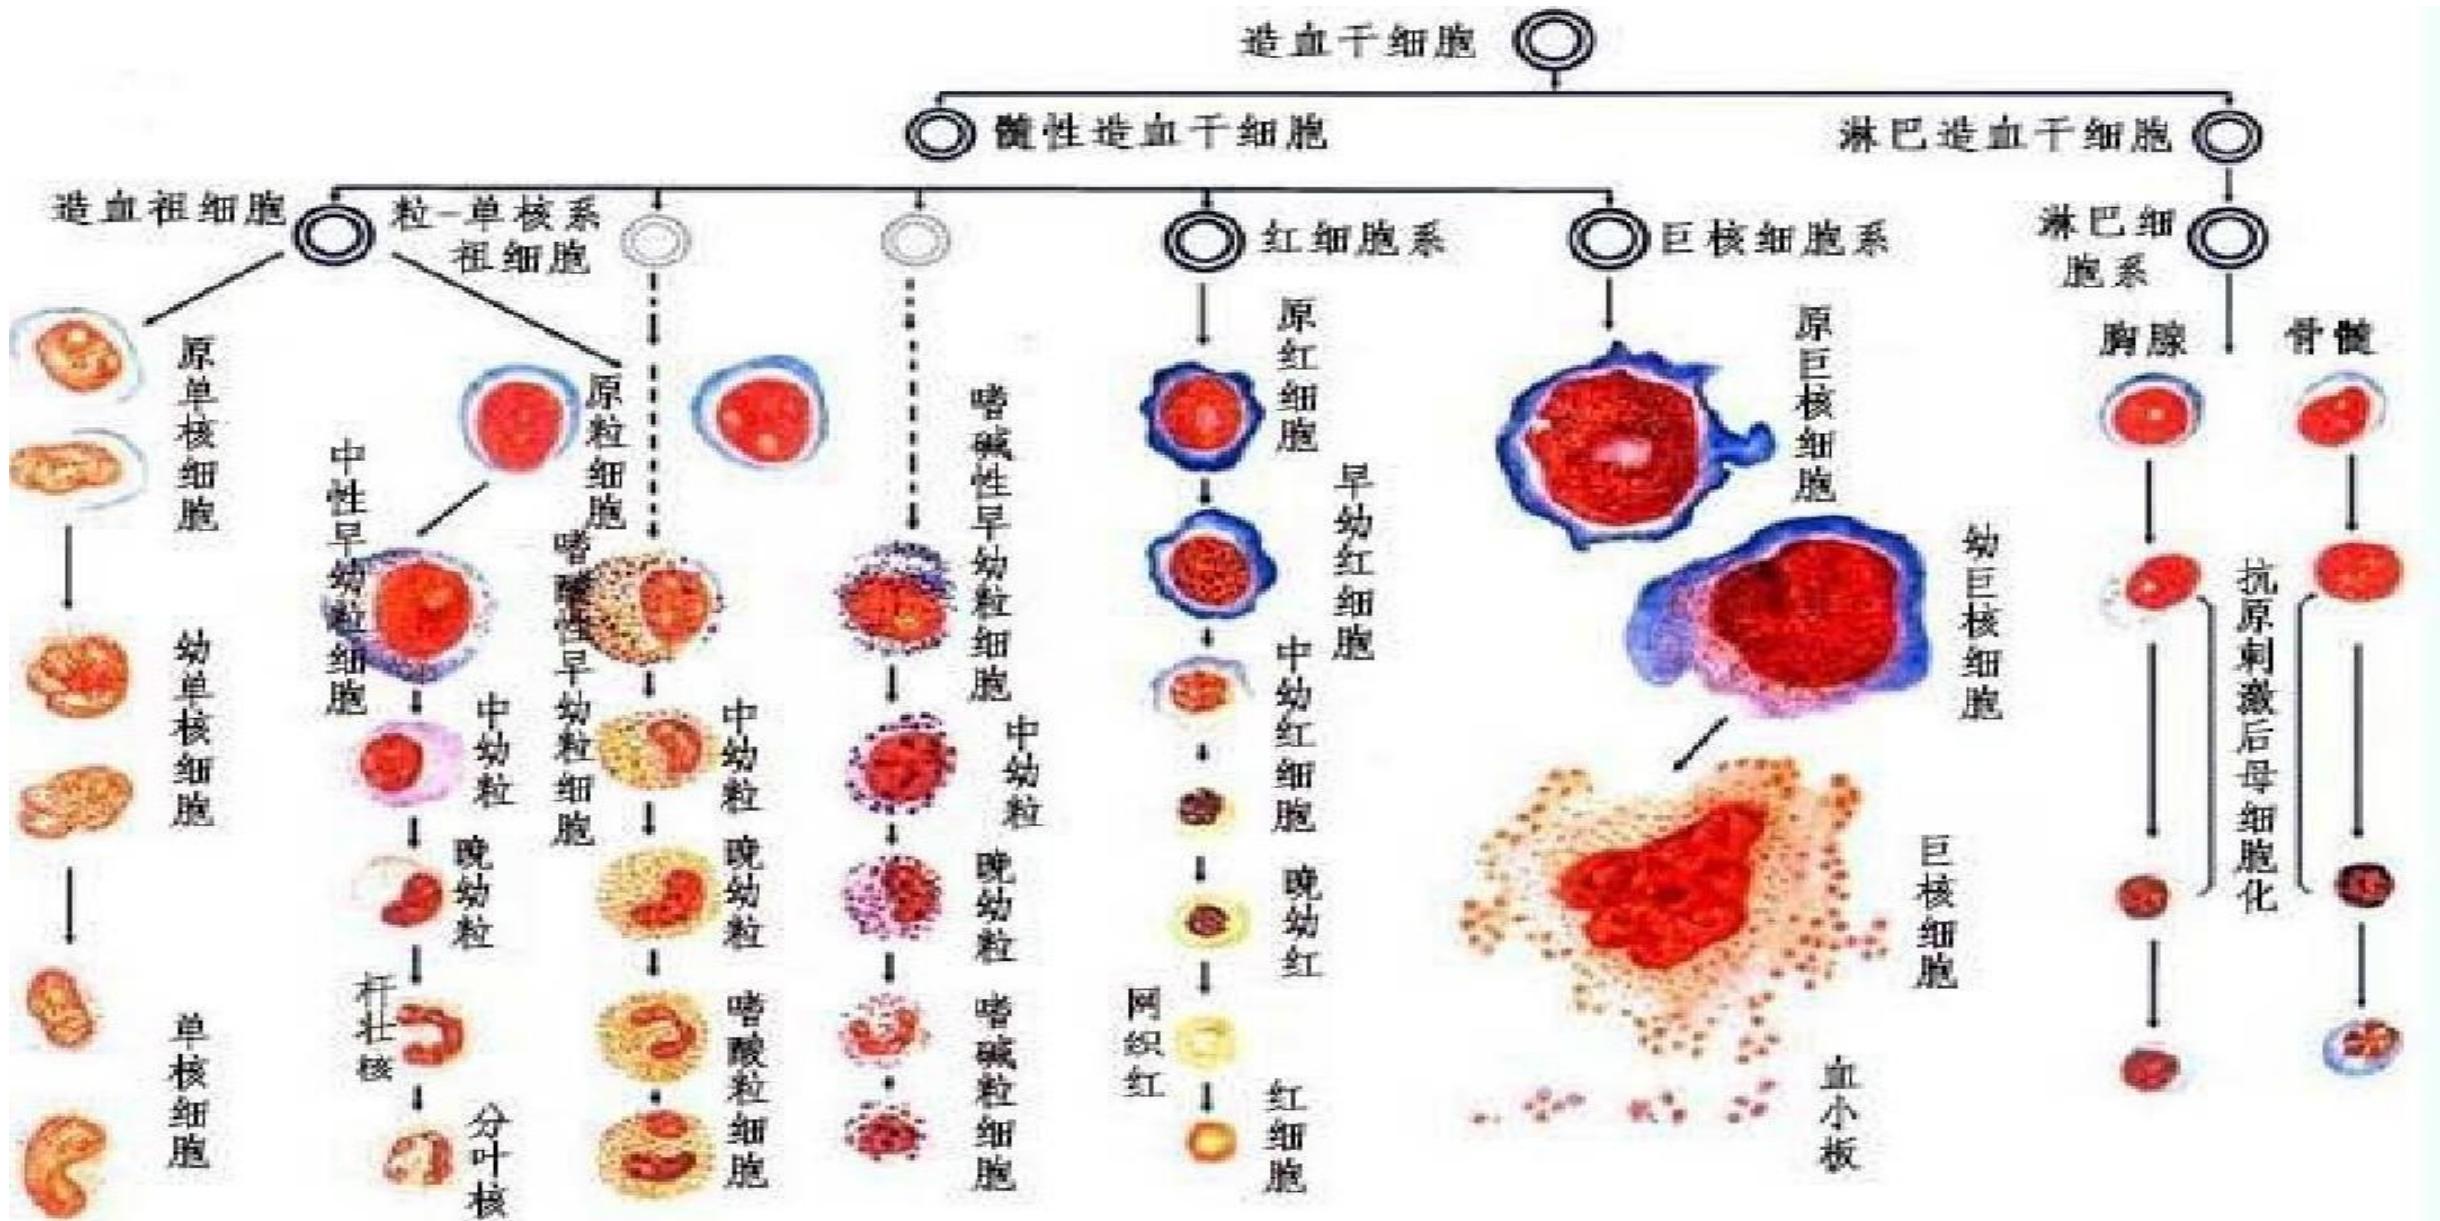 造血干细胞
髓性造血干细胞
淋巴造血干细胞
造血祖细胞
粒-单核系
祖细胞
红细胞系
巨核细胞系
淋巴细
胞系
胸腺
骨髓
原单核细胞
幼单核细胞
单核细胞
原粒细胞
中性早幼粒细胞
中幼粒
晚幼粒
杆壮核
分叶核
嗜酸性早幼粒细胞
中幼粒
晚幼粒
嗜酸粒细胞
嗜碱性早幼粒细胞
中幼粒
晚幼粒
嗜碱粒细胞
原红细胞
早幼红细胞
中幼红细胞
晚幼红
网织红
红细胞
原巨核细胞
幼巨核细胞
巨核细胞
血小板
抗原刺激后母细胞化